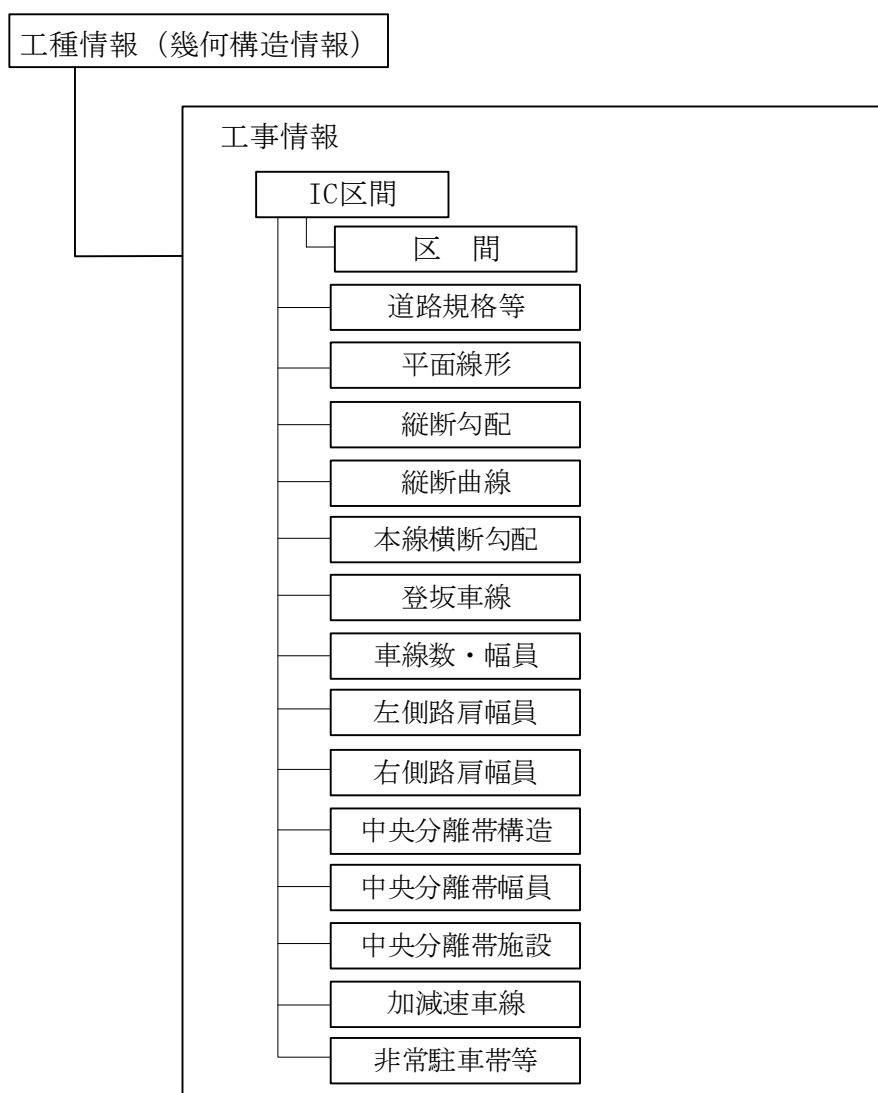 工種情報（幾何構造情報）
工事情報
IC区間
区　間
道路規格等
平面線形
縦断勾配
縦断曲線
本線横断勾配
登坂車線
車線数・幅員
左側路肩幅員
右側路肩幅員
中央分離帯構造
中央分離帯幅員
中央分離帯施設
加減速車線
非常駐車帯等